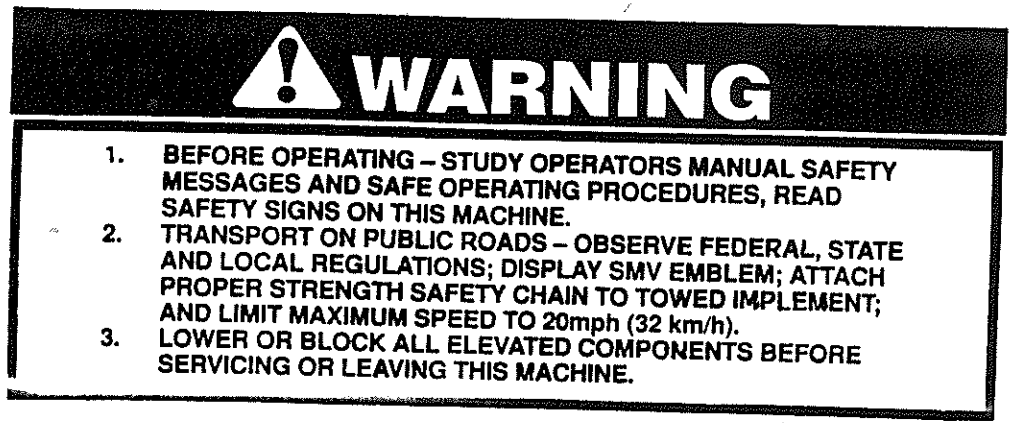 WARNING
1. BEFORE OPERATING – STUDY OPERATORS MANUAL SAFETY
MESSAGES AND SAFE OPERATING PROCEDURES, READ
SAFETY SIGNS ON THIS MACHINE.
2. TRANSPORT ON PUBLIC ROADS – OBSERVE FEDERAL, STATE
AND LOCAL REGULATIONS; DISPLAY SMV EMBLEM; ATTACH
PROPER STRENGTH SAFETY CHAIN TO TOWED IMPLEMENT;
AND LIMIT MAXIMUM SPEED TO 20mph (32 km/h).
3. LOWER OR BLOCK ALL ELEVATED COMPONENTS BEFORE
SERVICING OR LEAVING THIS MACHINE.